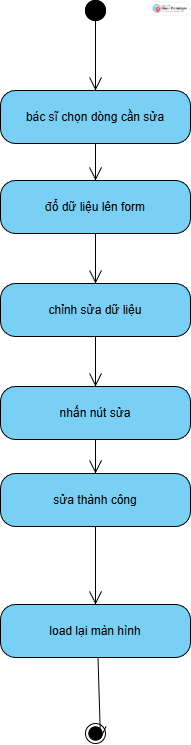 bác sĩ chọn dòng cần sửa
đổ dữ liệu lên form
chỉnh sửa dữ liệu
nhấn nút sửa
sửa thành công
load lại màn hình